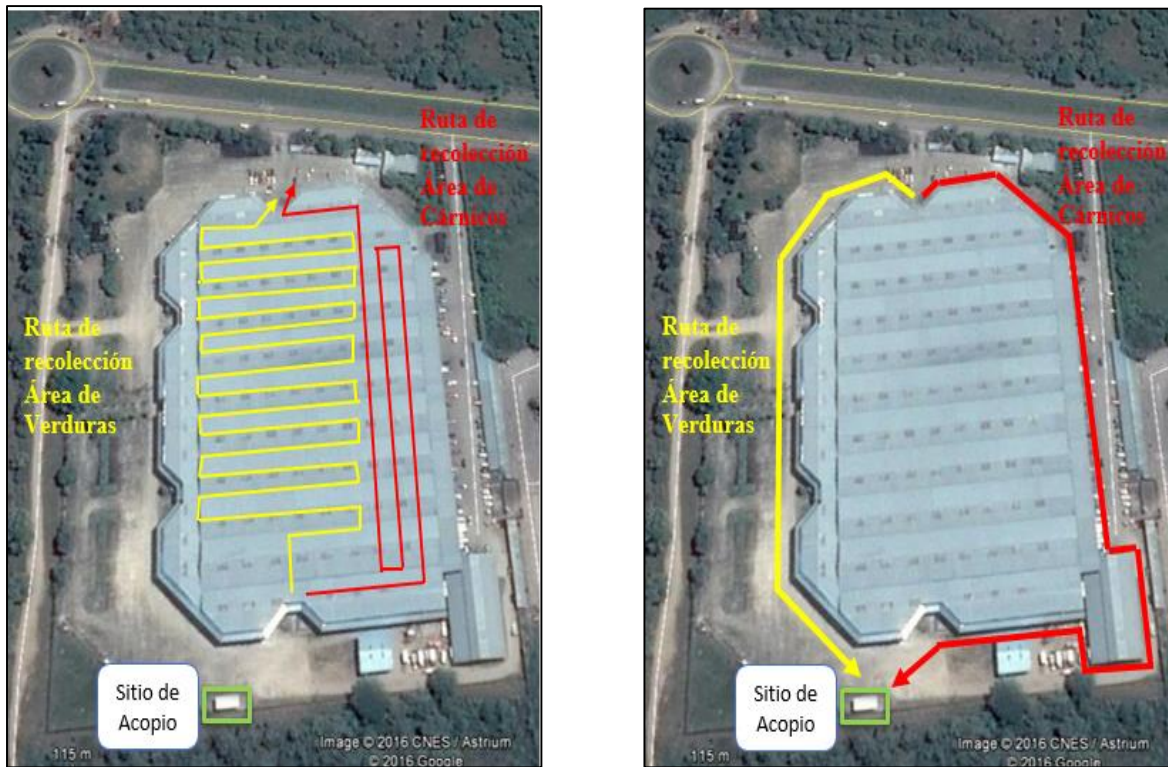 Ruta de
recolección
Área de
Cárnicos
Ruta de
recolección
Área de
Verduras
Sitio de
Acopio
115 m
Image © 2016 CNES / Astrium
© 2016 Google
Ruta de
recolección
Área de
Cárnicos
Ruta de
recolección
Área de
Verduras
Sitio de
Acopio
115 m
Image © 2016 CNES / Astrium
© 2016 Google